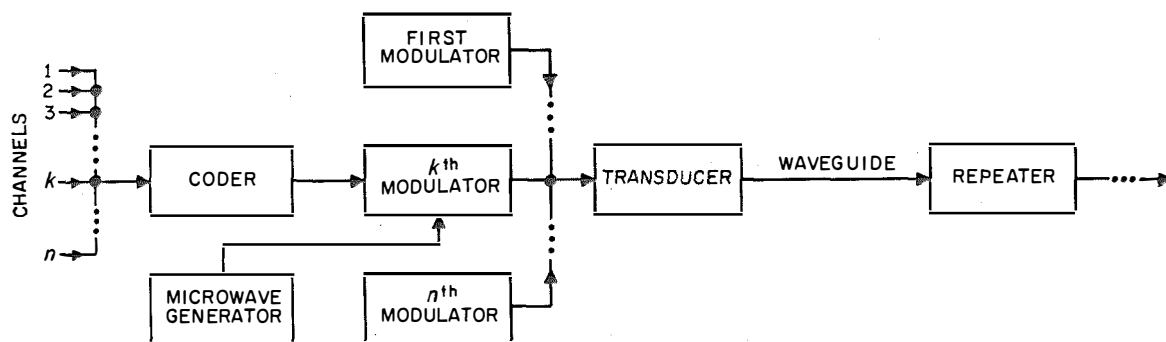 CHANNELS
1
2
3
k
n
CODER
MICROWAVE
GENERATOR
FIRST
MODULATOR
kth
MODULATOR
nth
MODULATOR
TRANSDUCER
WAVEGUIDE
REPEATER